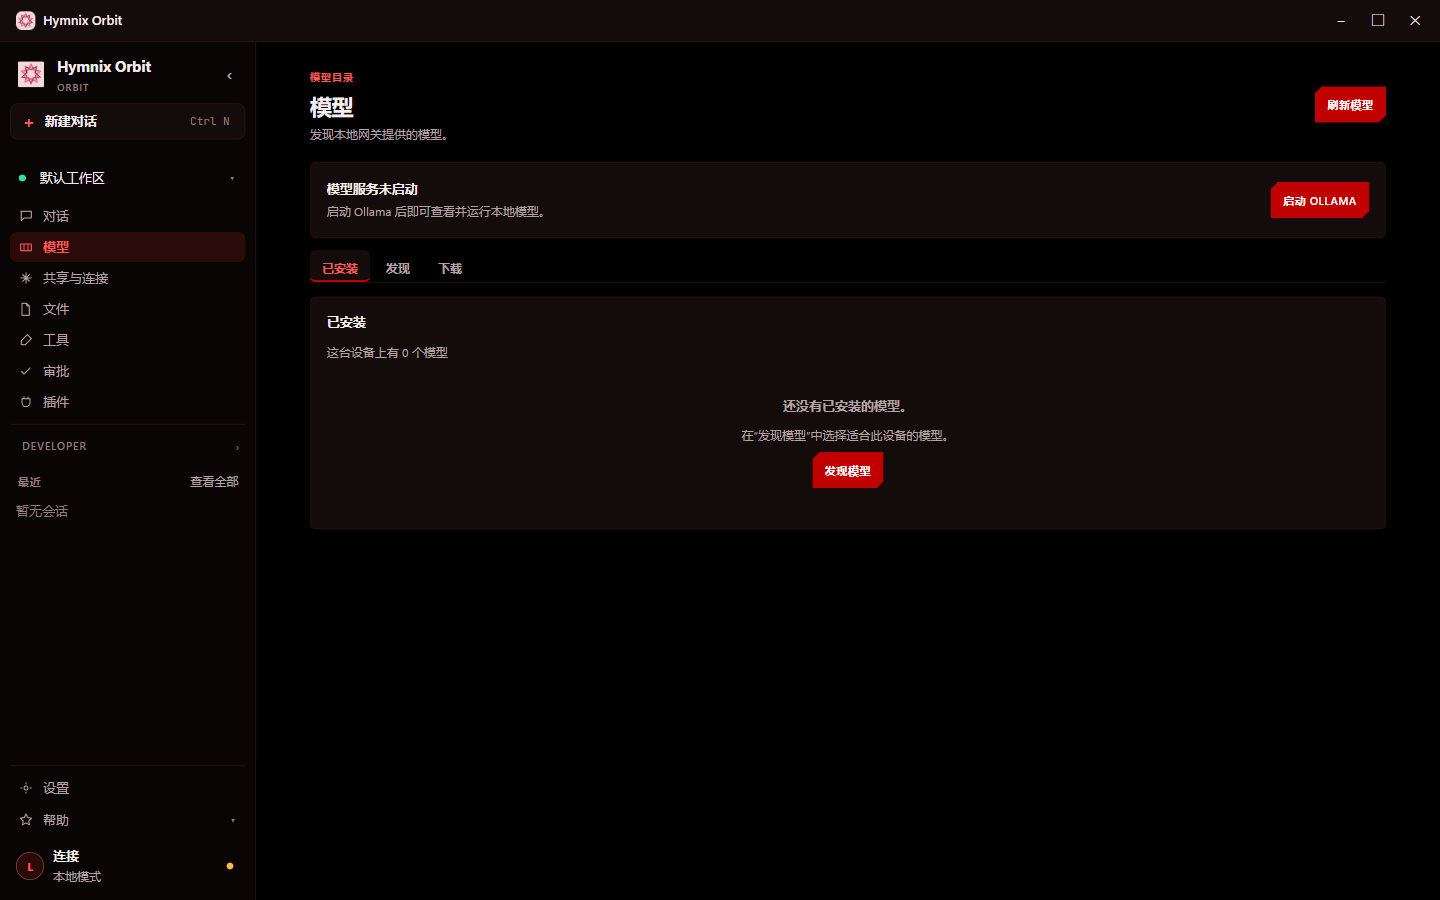 Hymnix Orbit
Hymnix Orbit
ORBIT
新建对话 Ctrl N
默认工作区
对话
模型
共享与连接
文件
工具
审批
插件
DEVELOPER
最近 查看全部
暂无会话
设置
帮助
L
连接
本地模式
模型目录
模型
发现本地网关提供的模型。
刷新模型
模型服务未启动
启动 Ollama 后即可查看并运行本地模型。
启动 OLLAMA
已安装 发现 下载
已安装
这台设备上有 0 个模型
还没有已安装的模型。
在“发现模型”中选择适合此设备的模型。
发现模型